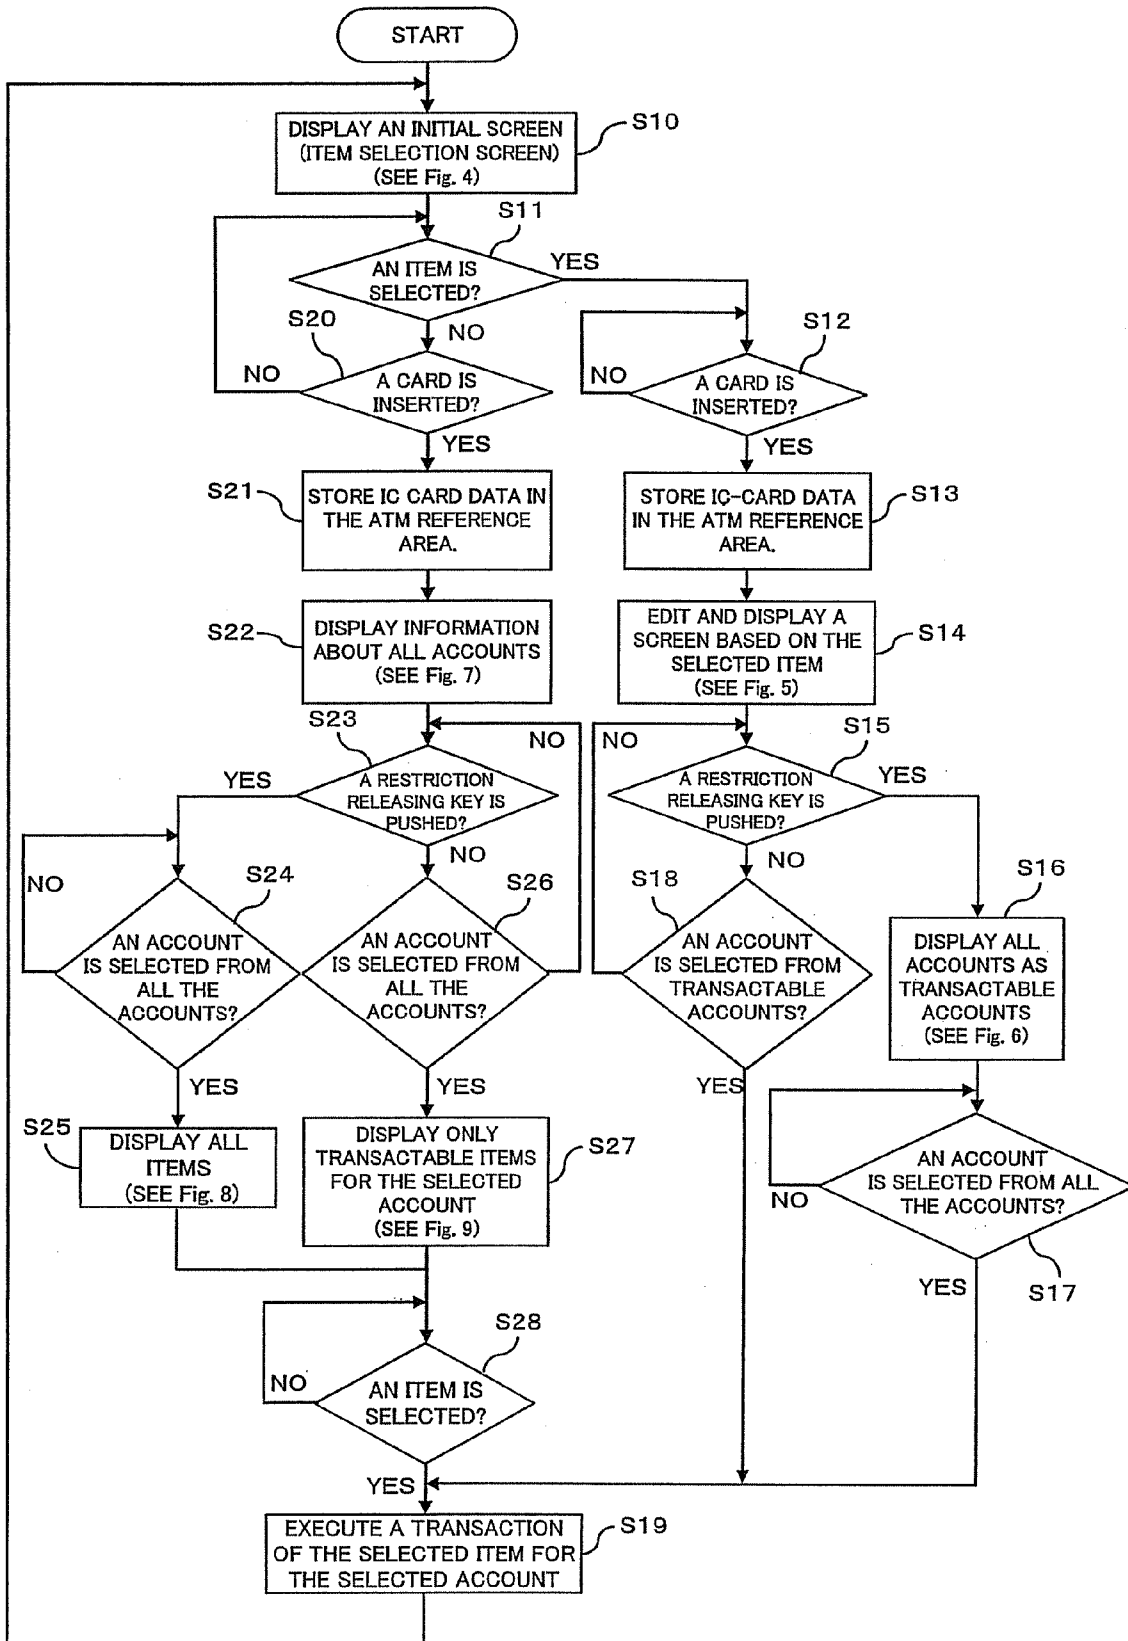 START
DISPLAY AN INITIAL SCREEN
(ITEM SELECTION SCREEN)
(SEE Fig. 4)
S10
S11
AN ITEM IS
SELECTED?
YES
NO
S20
A CARD IS
INSERTED?
NO
YES
S12
A CARD IS
INSERTED?
NO
YES
S21
STORE IC CARD DATA IN
THE ATM REFERENCE
AREA.
STORE IC-CARD DATA
IN THE ATM REFERENCE
AREA.
S13
S22
DISPLAY INFORMATION
ABOUT ALL ACCOUNTS
(SEE Fig. 7)
EDIT AND DISPLAY A
SCREEN BASED ON THE
SELECTED ITEM
(SEE Fig. 5)
S14
S23
A RESTRICTION
RELEASING KEY IS
PUSHED?
YES
NO
NO
S15
A RESTRICTION
RELEASING KEY IS
PUSHED?
NO
YES
NO
S24
AN ACCOUNT
IS SELECTED FROM
ALL THE
ACCOUNTS?
NO
YES
S26
AN ACCOUNT
IS SELECTED FROM
ALL THE
ACCOUNTS?
YES
S18
AN ACCOUNT
IS SELECTED FROM
TRANSACTABLE
ACCOUNTS?
YES
S16
DISPLAY ALL
ACCOUNTS AS
TRANSACTABLE
ACCOUNTS
(SEE Fig. 6)
S25
DISPLAY ALL
ITEMS
(SEE Fig. 8)
DISPLAY ONLY
TRANSACTABLE ITEMS
FOR THE SELECTED
ACCOUNT
(SEE Fig. 9)
S27
AN ACCOUNT
IS SELECTED FROM ALL
THE ACCOUNTS?
NO
YES
S17
S28
AN ITEM IS
SELECTED?
NO
YES
EXECUTE A TRANSACTION
OF THE SELECTED ITEM FOR
THE SELECTED ACCOUNT
S19